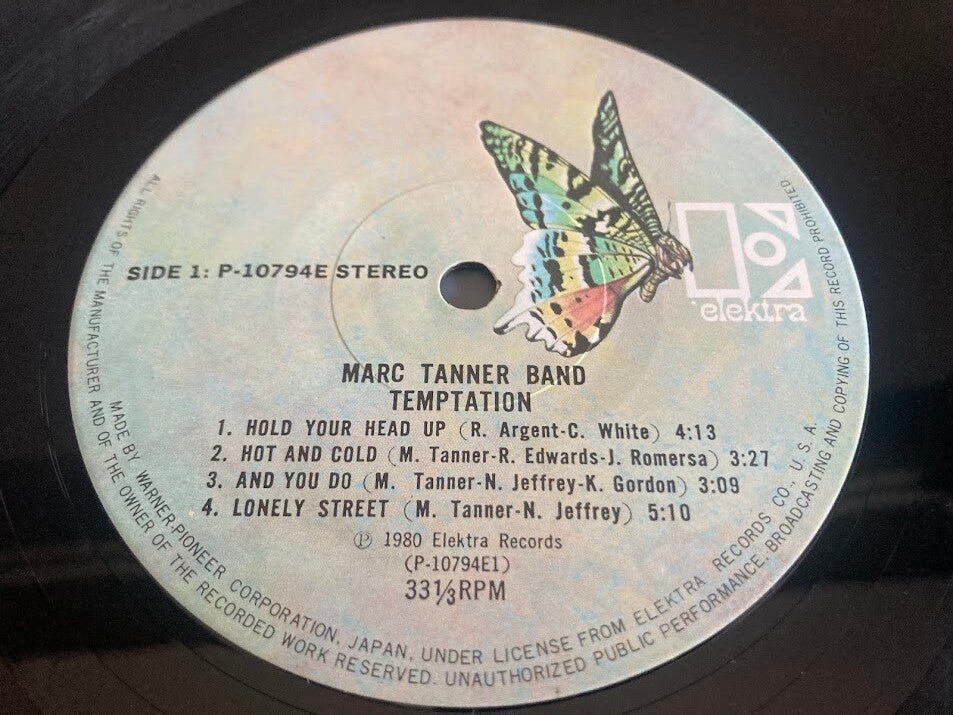 elektra
SIDE 1: P-10794E STEREO
MARC TANNER BAND
TEMPTATION
1. HOLD YOUR HEAD UP (R. Argent-C. White) 4:13
2. HOT AND COLD (M. Tanner-R. Edwards-J. Romersa) 3:27
3. AND YOU DO (M. Tanner-N. Jeffrey-K. Gordon) 3:09
4. LONELY STREET (M. Tanner-N. Jeffrey) 5:10
Ⓟ 1980 Elektra Records
(P-10794E1)
33⅓RPM
MADE BY WARNER-PIONEER CORPORATION, JAPAN, UNDER LICENSE FROM ELEKTRA RECORDS CO., U.S.A.
ALL RIGHTS OF THE MANUFACTURER AND OF THE OWNER OF THE RECORDED WORK RESERVED. UNAUTHORIZED PUBLIC PERFORMANCE, BROADCASTING AND COPYING OF THIS RECORD PROHIBITED